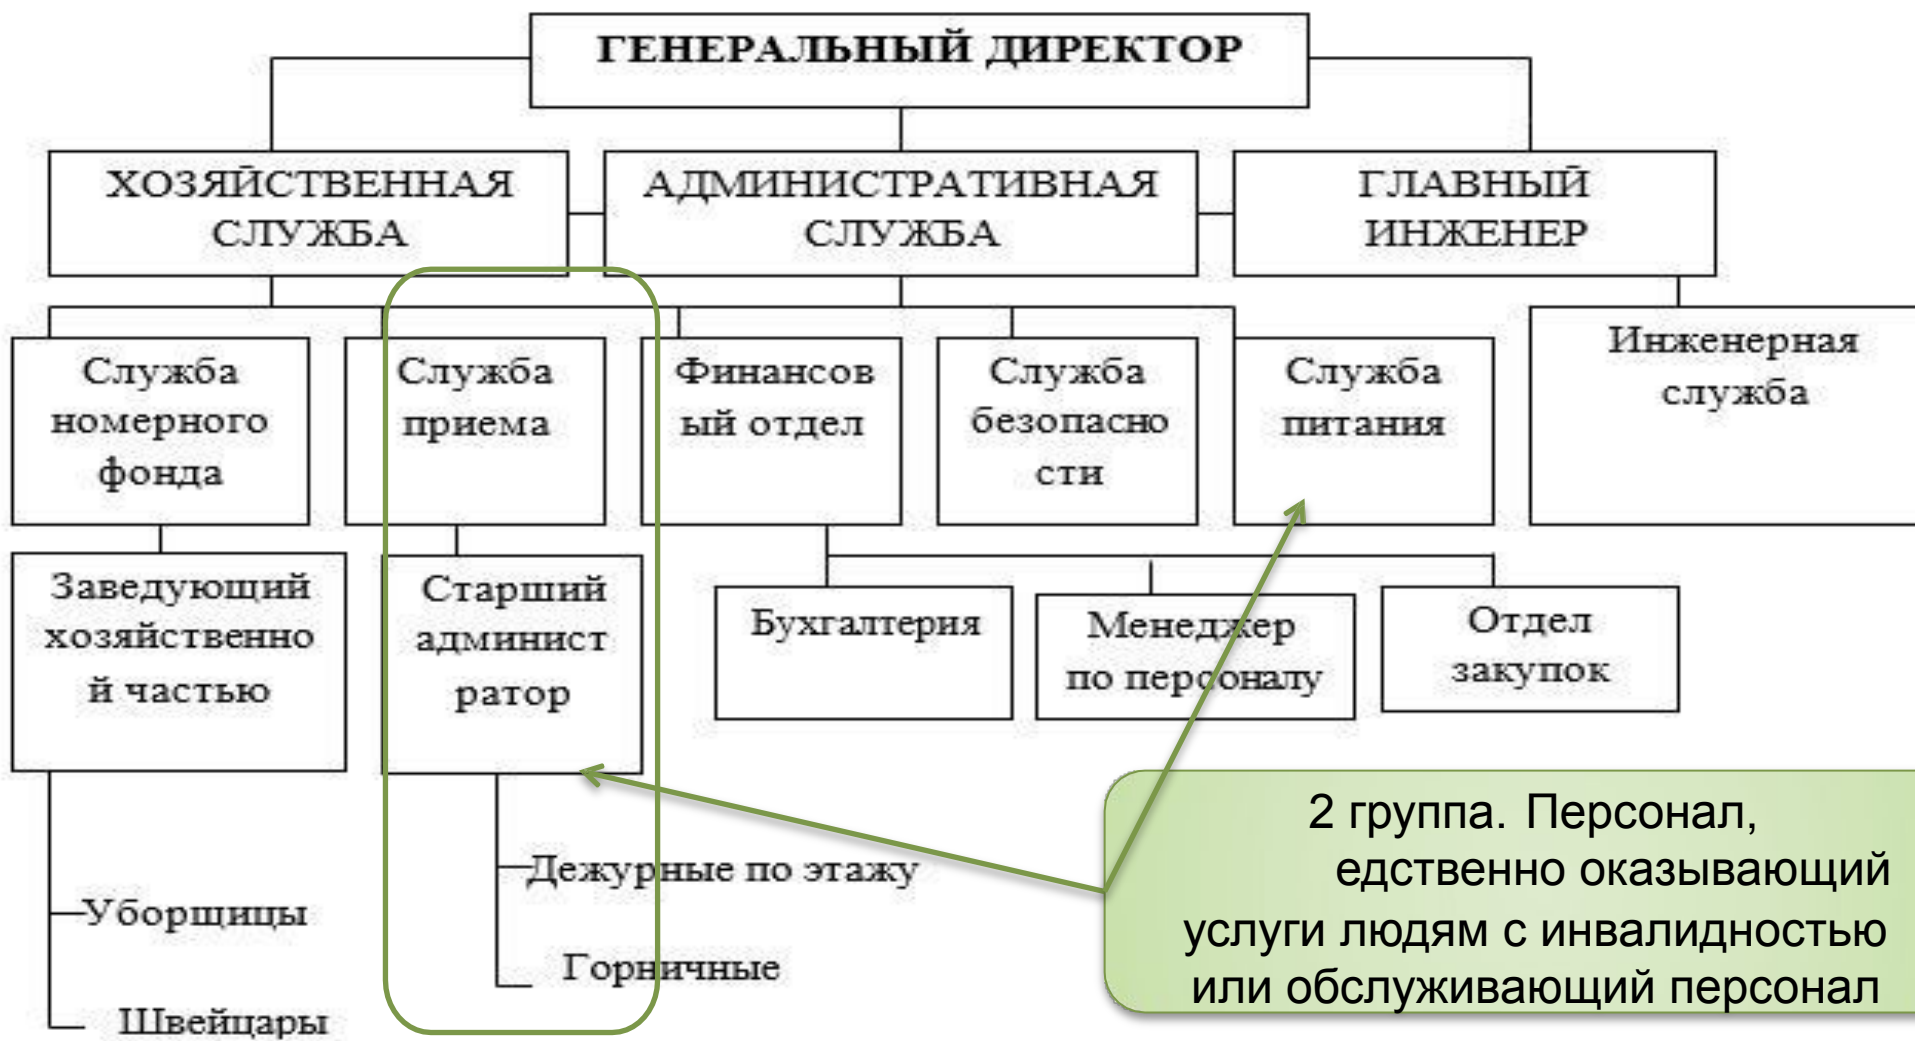 ГЕНЕРАЛЬНЫЙ ДИРЕКТОР
ХОЗЯЙСТВЕННАЯ
СЛУЖБА
АДМИНИСТРАТИВНАЯ
СЛУЖБА
ГЛАВНЫЙ
ИНЖЕНЕР
Служба
номерного
фонда
Служба
приема
Финансов
ый отдел
Служба
безопасно
сти
Служба
питания
Инженерная
служба
Заведующий
хозяйственно
й частью
Старший
админист
ратор
Бухгалтерия
Менеджер
по персоналу
Отдел
закупок
Уборщицы
Швейцары
Дежурные по этажу
Горничные
2 группа. Персонал,
едственно оказывающий
услуги людям с инвалидностью
или обслуживающий персонал